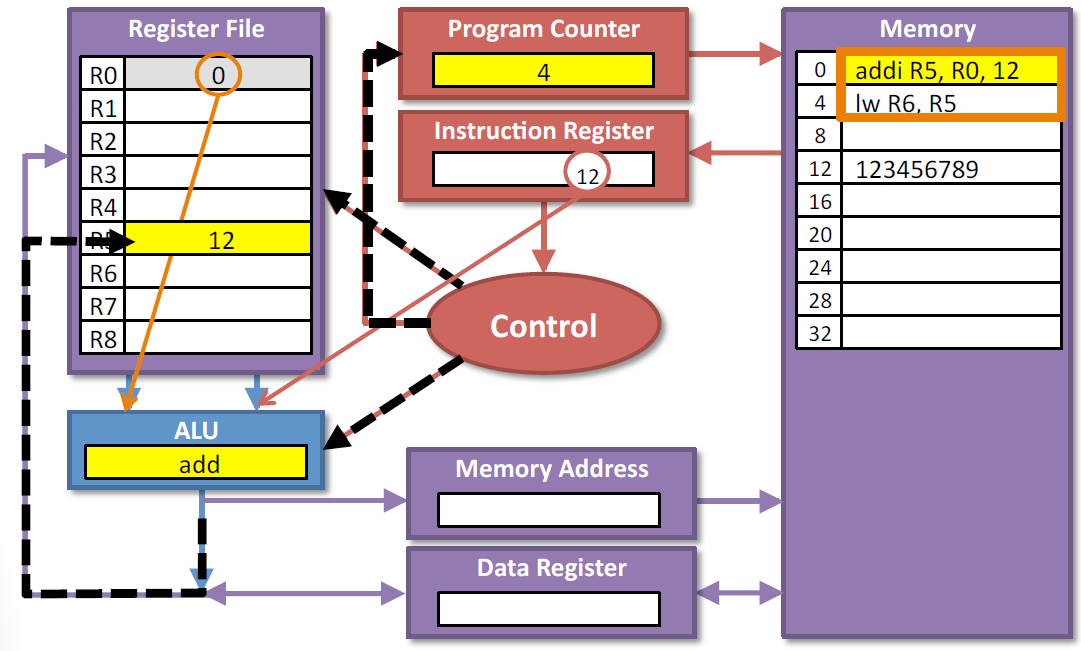 Register File
R0 0
R1
R2
R3
R4
R5 12
R6
R7
R8
ALU
add
Program Counter
4
Instruction Register
12
Control
Memory Address
Data Register
Memory
0 addi R5, R0, 12
4 lw R6, R5
8
12 123456789
16
20
24
28
32